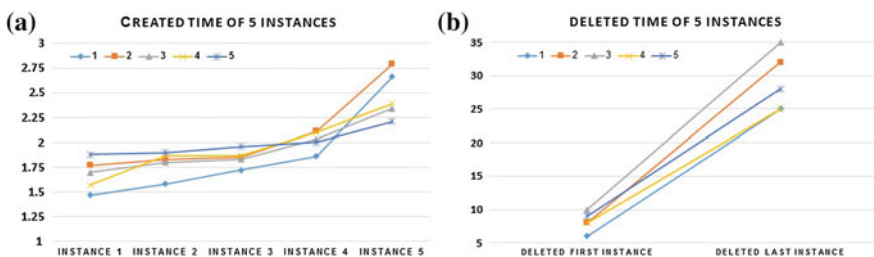 (a)
CREATED TIME OF 5 INSTANCES
3
1 2 3 4 5
2.75
2.5
2.25
2
1.75
1.5
1.25
1
INSTANCE 1 INSTANCE 2 INSTANCE 3 INSTANCE 4 INSTANCE 5
(b)
DELETED TIME OF 5 INSTANCES
35
1 2 3 4 5
30
25
20
15
10
5
DELETED FIRST INSTANCE DELETED LAST INSTANCE